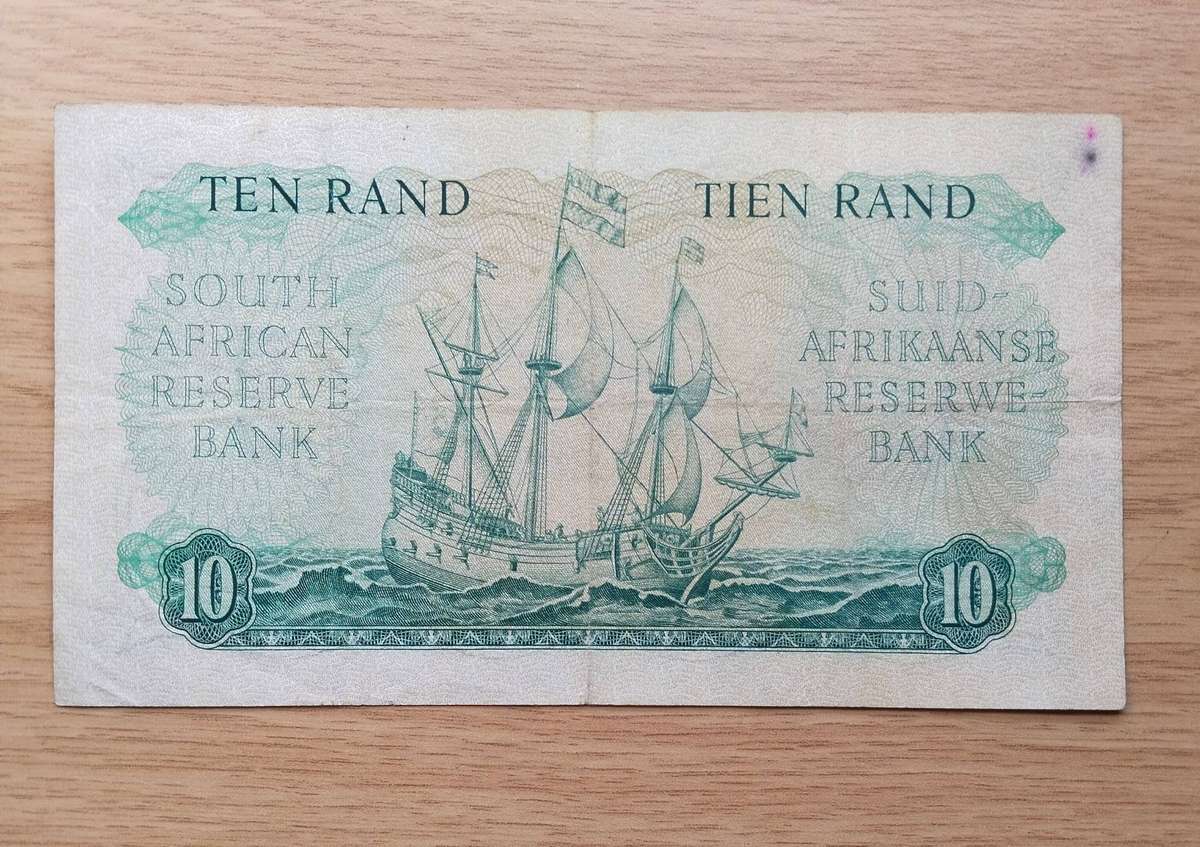 TEN RAND
TIEN RAND
SOUTH
AFRICAN
RESERVE
BANK
SUID-
AFRIKAANSE
RESERWE-
BANK
10
10